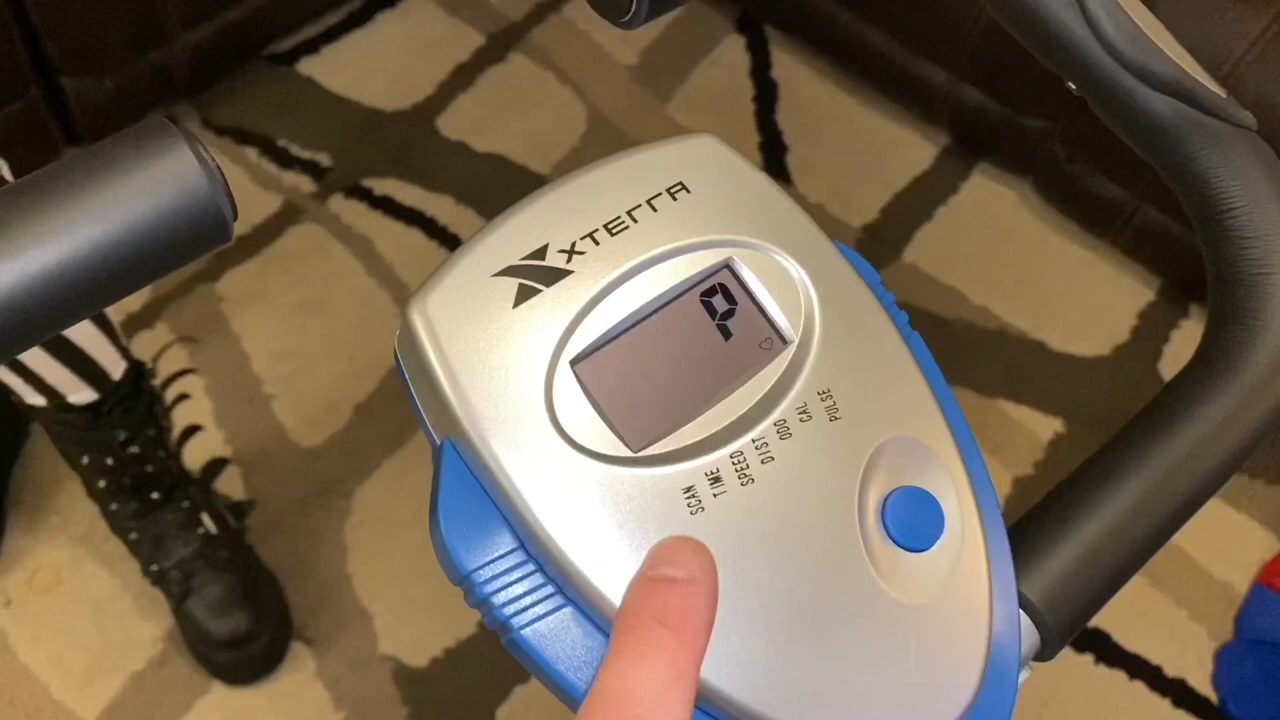 XTERRA
P
SCAN
TIME
SPEED
DIST
ODO
CAL
PULSE